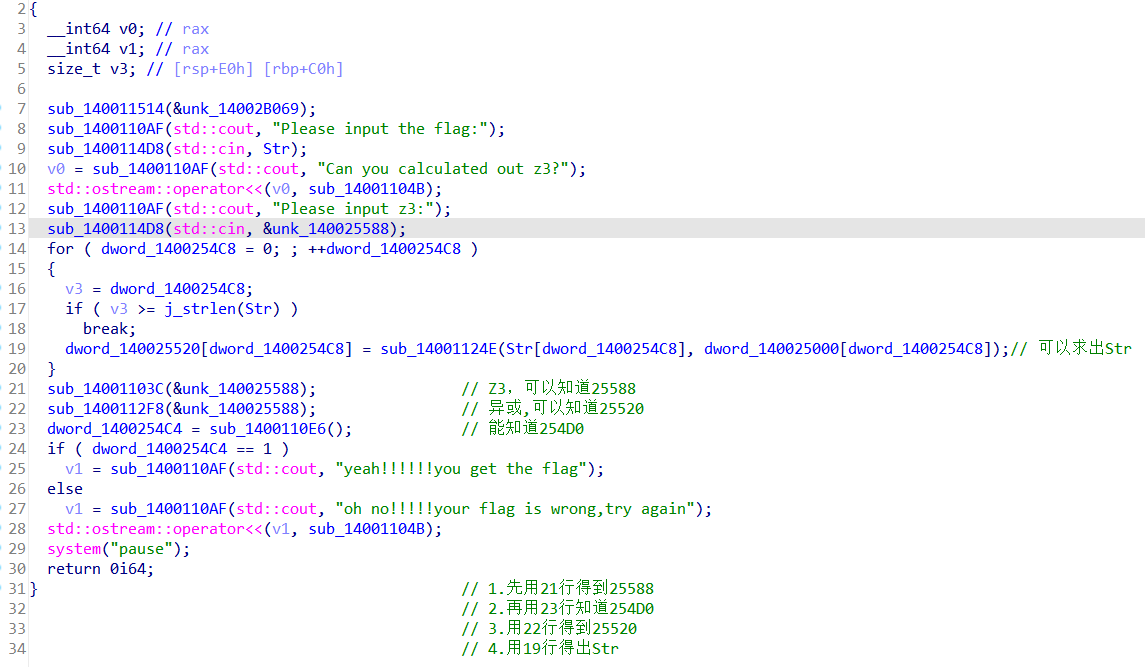 2 {
3 __int64 v0; // rax
4 __int64 v1; // rax
5 size_t v3; // [rsp+E0h] [rbp+C0h]
6
7 sub_140011514(&unk_14002B069);
8 sub_1400110AF(std::cout, "Please input the flag:");
9 sub_1400114D8(std::cin, Str);
10 v0 = sub_1400110AF(std::cout, "Can you calculated out z3?");
11 std::ostream::operator<<(v0, sub_14001104B);
12 sub_1400110AF(std::cout, "Please input z3:");
13 sub_1400114D8(std::cin, &unk_140025588);
14 for ( dword_1400254C8 = 0; ; ++dword_1400254C8 )
15 {
16 v3 = dword_1400254C8;
17 if ( v3 >= j_strlen(Str) )
18 break;
19 dword_140025520[dword_1400254C8] = sub_14001124E(Str[dword_1400254C8], dword_140025000[dword_1400254C8]);// 可以求出Str
20 }
21 sub_14001103C(&unk_140025588); // Z3，可以知道25588
22 sub_1400112F8(&unk_140025588); // 异或,可以知道25520
23 dword_1400254C4 = sub_1400110E6(); // 能知道254D0
24 if ( dword_1400254C4 == 1 )
25 v1 = sub_1400110AF(std::cout, "yeah!!!!!!you get the flag");
26 else
27 v1 = sub_1400110AF(std::cout, "oh no!!!!!your flag is wrong,try again");
28 std::ostream::operator<<(v1, sub_14001104B);
29 system("pause");
30 return 0i64;
31 } // 1.先用21行得到25588
32 // 2.再用23行知道254D0
33 // 3.用22行得到25520
34 // 4.用19行得出Str